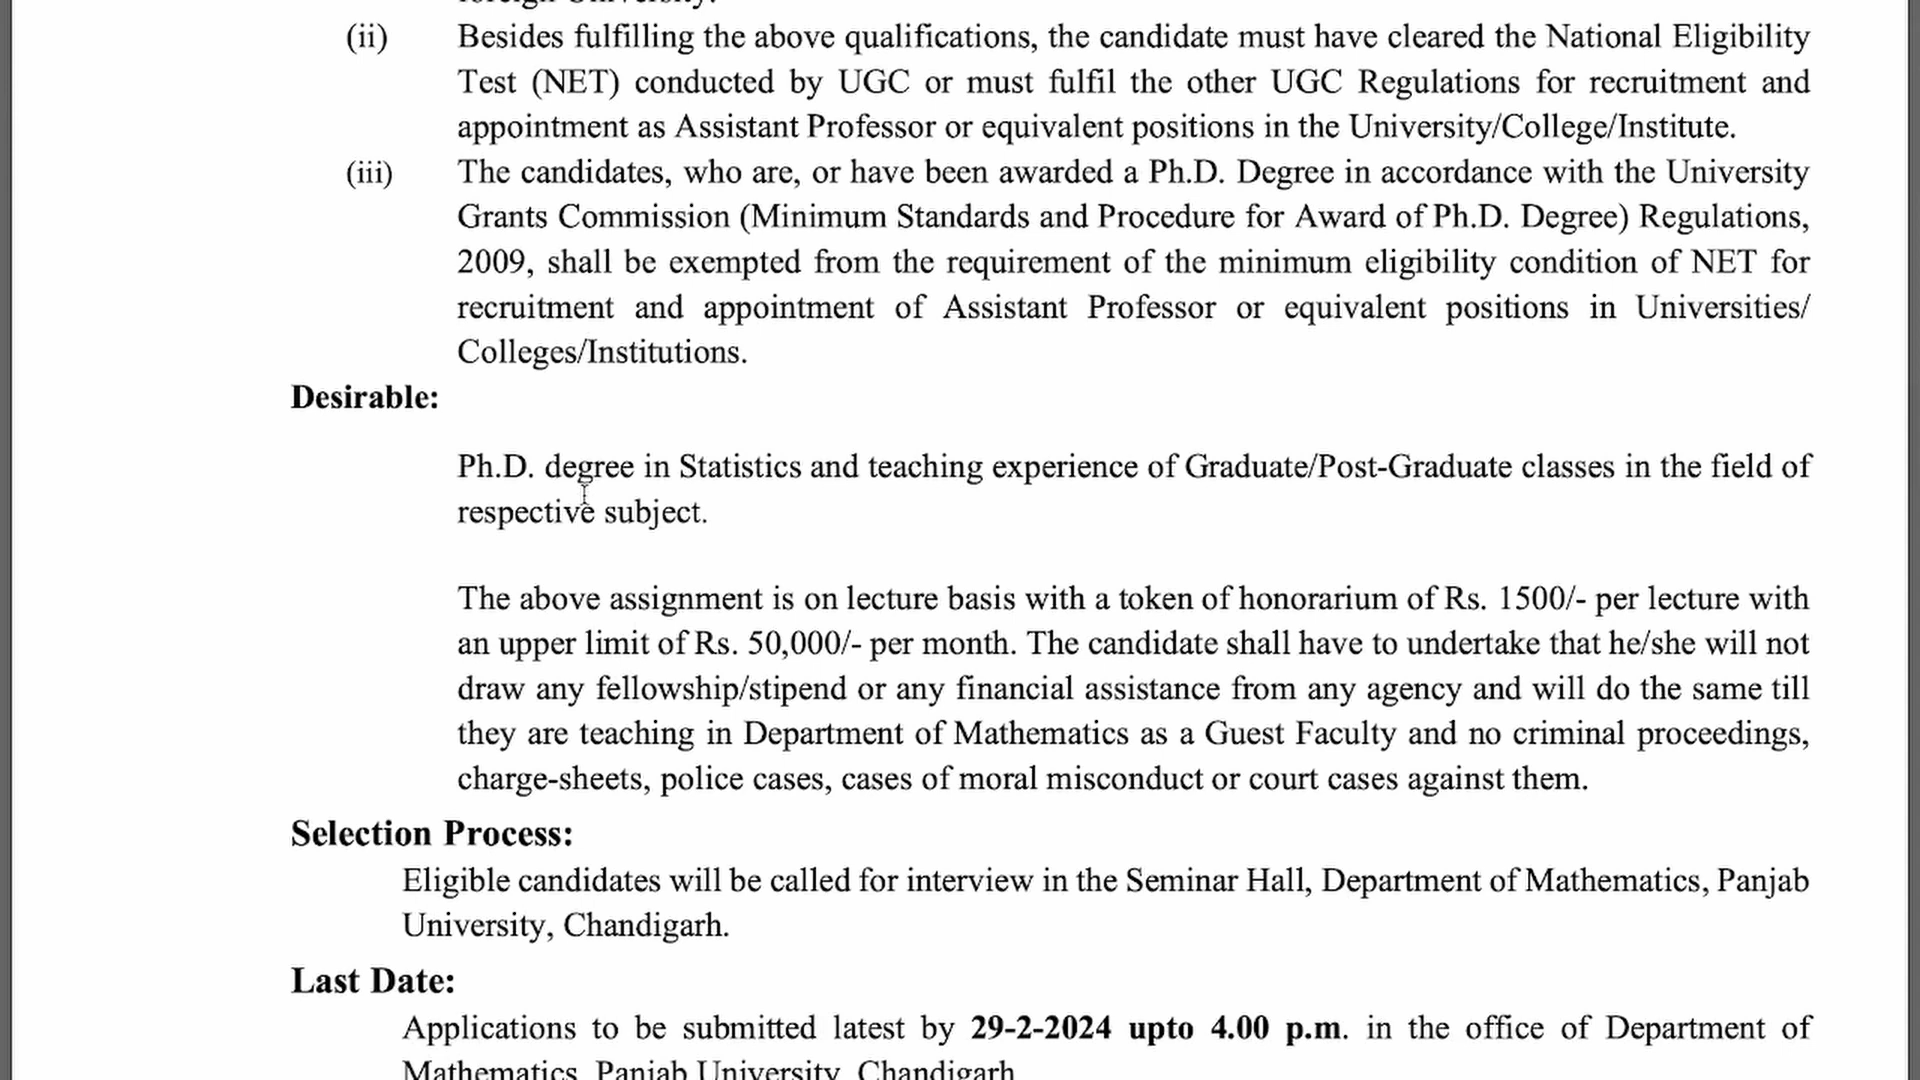 foreign University.
(ii) Besides fulfilling the above qualifications, the candidate must have cleared the National Eligibility
Test (NET) conducted by UGC or must fulfil the other UGC Regulations for recruitment and
appointment as Assistant Professor or equivalent positions in the University/College/Institute.
(iii) The candidates, who are, or have been awarded a Ph.D. Degree in accordance with the University
Grants Commission (Minimum Standards and Procedure for Award of Ph.D. Degree) Regulations,
2009, shall be exempted from the requirement of the minimum eligibility condition of NET for
recruitment and appointment of Assistant Professor or equivalent positions in Universities/
Colleges/Institutions.
Desirable:
Ph.D. degree in Statistics and teaching experience of Graduate/Post-Graduate classes in the field of
respective subject.
The above assignment is on lecture basis with a token of honorarium of Rs. 1500/- per lecture with
an upper limit of Rs. 50,000/- per month. The candidate shall have to undertake that he/she will not
draw any fellowship/stipend or any financial assistance from any agency and will do the same till
they are teaching in Department of Mathematics as a Guest Faculty and no criminal proceedings,
charge-sheets, police cases, cases of moral misconduct or court cases against them.
Selection Process:
Eligible candidates will be called for interview in the Seminar Hall, Department of Mathematics, Panjab
University, Chandigarh.
Last Date:
Applications to be submitted latest by 29-2-2024 upto 4.00 p.m. in the office of Department of
Mathematics, Panjab University, Chandigarh